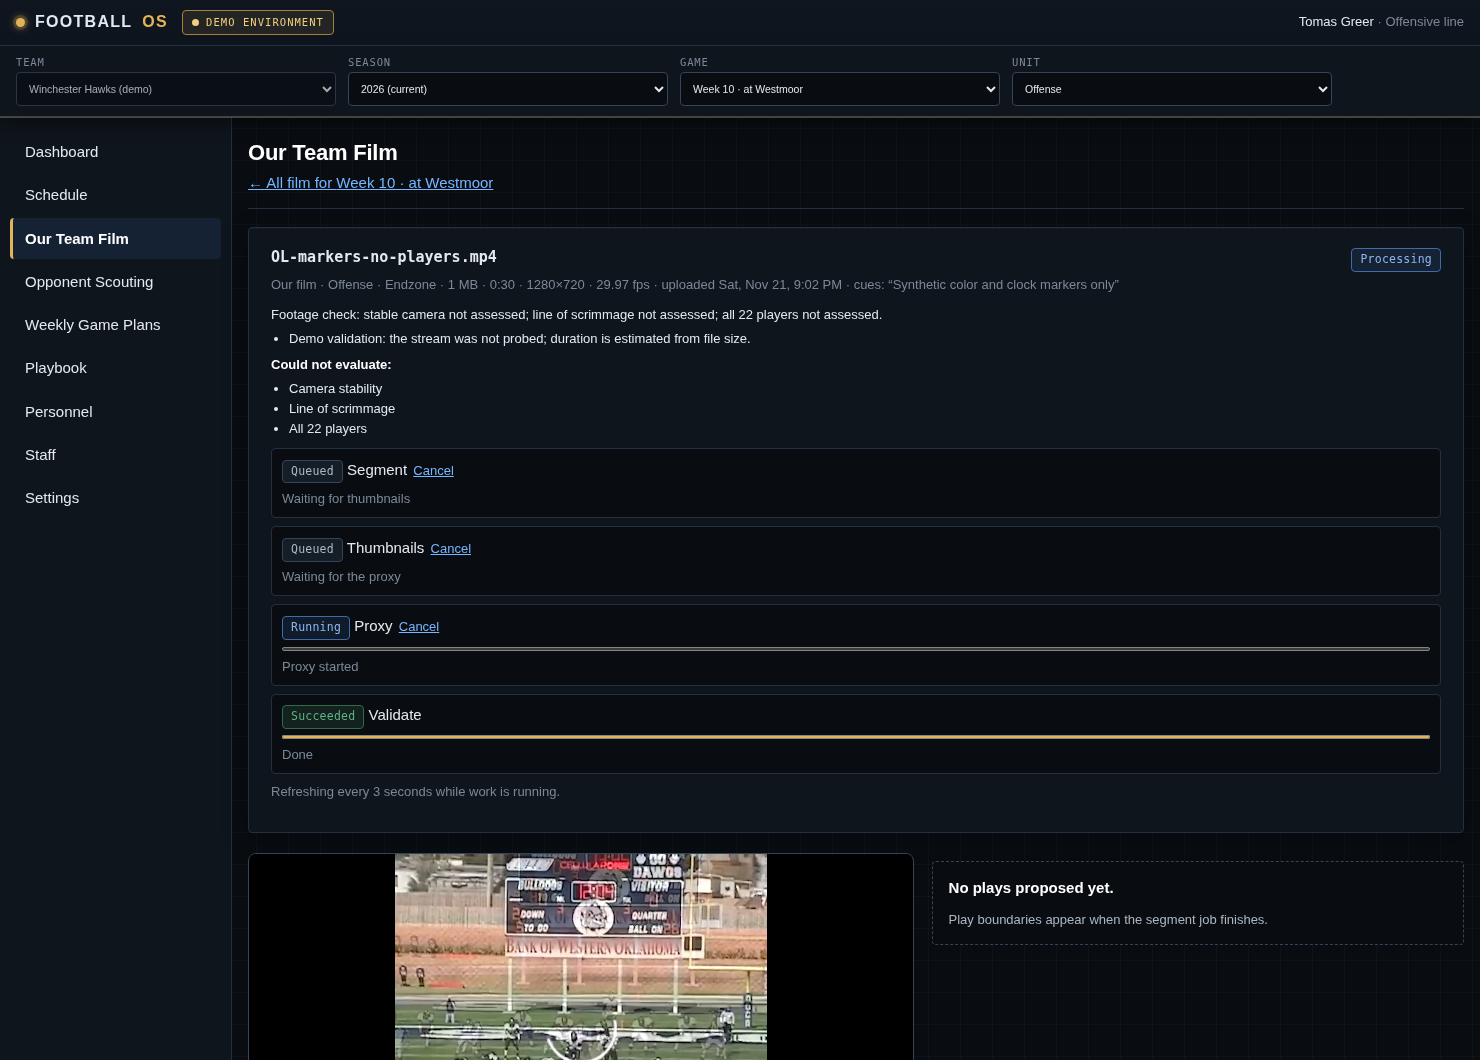 FOOTBALL OS
DEMO ENVIRONMENT
Tomas Greer · Offensive line
TEAM
SEASON
GAME
UNIT
Winchester Hawks (demo)
2026 (current)
Week 10 · at Westmoor
Offense
Dashboard
Schedule
Our Team Film
Opponent Scouting
Weekly Game Plans
Playbook
Personnel
Staff
Settings
Our Team Film
← All film for Week 10 · at Westmoor
OL-markers-no-players.mp4
Processing
Our film · Offense · Endzone · 1 MB · 0:30 · 1280×720 · 29.97 fps · uploaded Sat, Nov 21, 9:02 PM · cues: “Synthetic color and clock markers only”
Footage check: stable camera not assessed; line of scrimmage not assessed; all 22 players not assessed.
• Demo validation: the stream was not probed; duration is estimated from file size.
Could not evaluate:
• Camera stability
• Line of scrimmage
• All 22 players
Queued Segment Cancel
Waiting for thumbnails
Queued Thumbnails Cancel
Waiting for the proxy
Running Proxy Cancel
Proxy started
Succeeded Validate
Done
Refreshing every 3 seconds while work is running.
BULLDOGS 12:04 VISITOR
DOWN QUARTER
TO GO BALL ON
BANK OF WESTERN OKLAHOMA
No plays proposed yet.
Play boundaries appear when the segment job finishes.